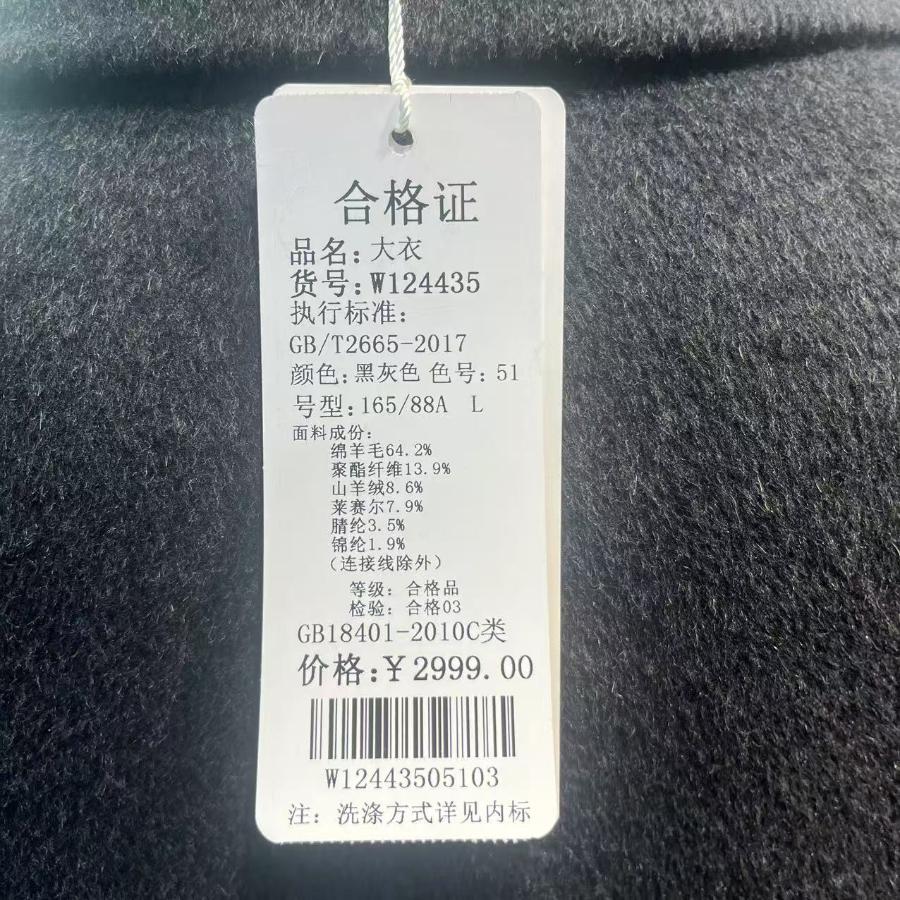 合格证
品名:大衣
货号:W124435
执行标准:
GB/T2665-2017
颜色:黑灰色 色号:51
号型:165/88A L
面料成份:
绵羊毛64.2%
聚酯纤维13.9%
山羊绒8.6%
莱赛尔7.9%
腈纶3.5%
锦纶1.9%
(连接线除外)
等级:合格品
检验:合格03
GB18401-2010C类
价格:¥2999.00
W12443505103
注:洗涤方式详见内标